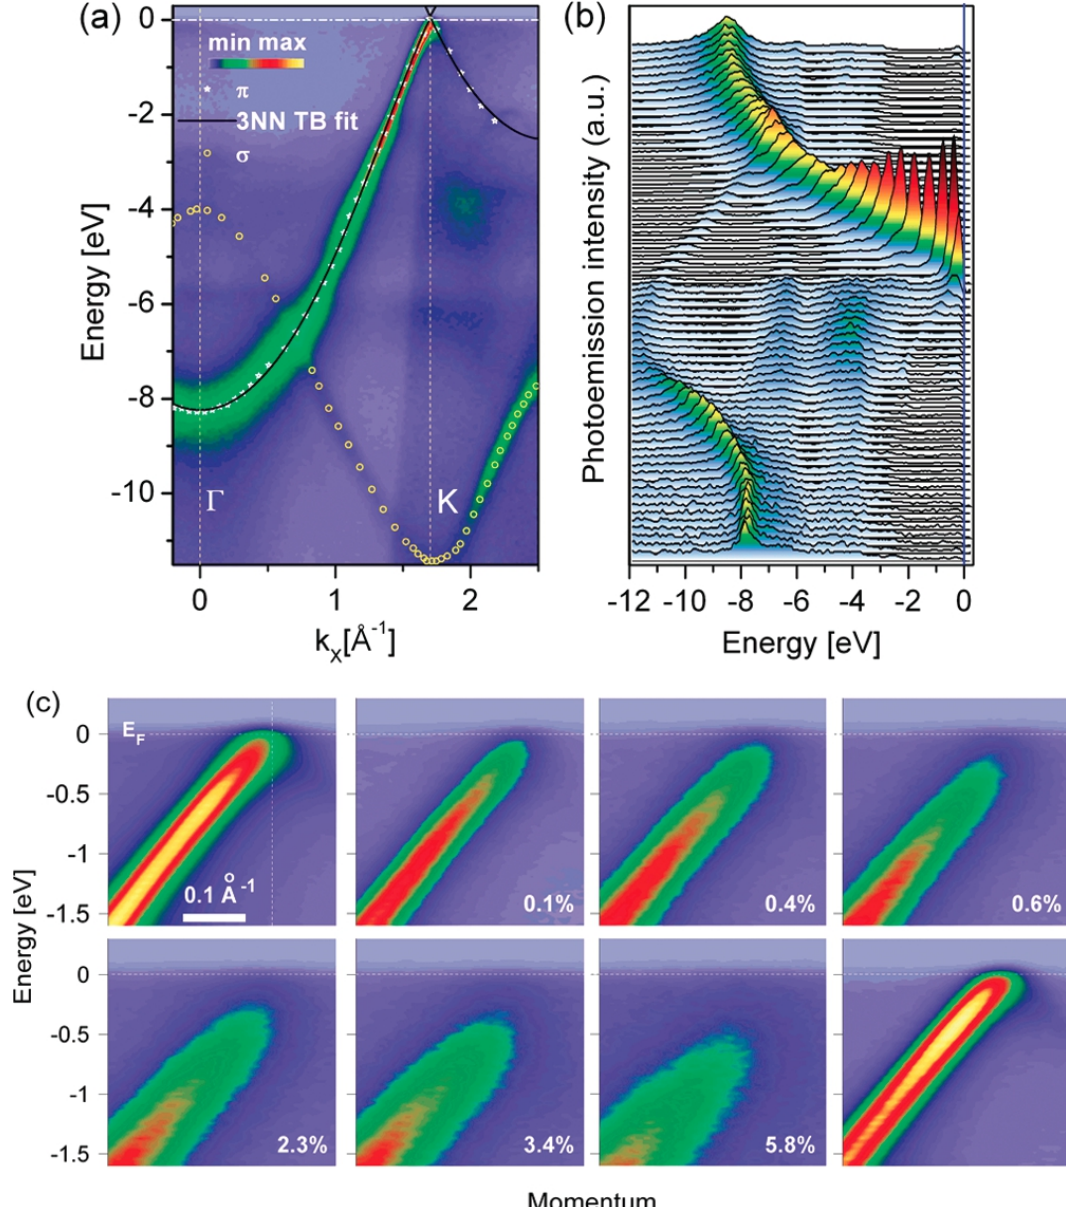 (a)
0
-2
-4
-6
-8
-10
Energy [eV]
min max
π
3NN TB fit
σ
Γ
K
0 1 2
kX[Å-1]
(b)
Photoemission intensity (a.u.)
-12 -10 -8 -6 -4 -2 0
Energy [eV]
(c)
Energy [eV]
0
-0.5
-1
-1.5
EF
0.1 Å-1
0.1%
0.4%
0.6%
0
-0.5
-1
-1.5
2.3%
3.4%
5.8%
Momentum